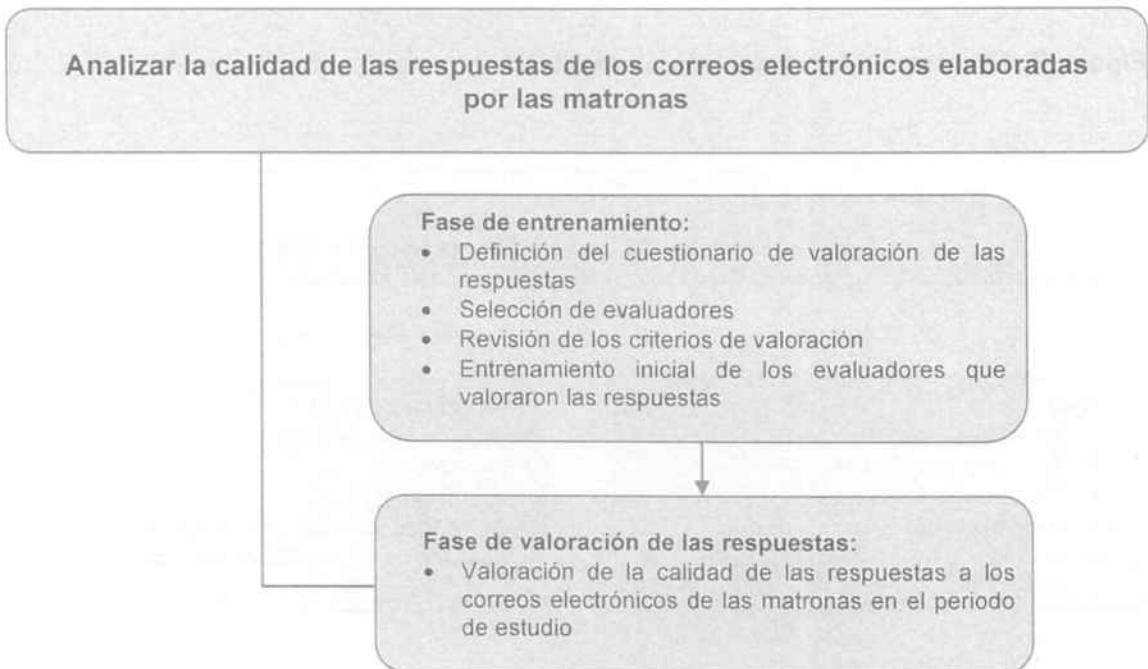 Analizar la calidad de las respuestas de los correos electrónicos elaboradas
por las matronas
Fase de entrenamiento:
• Definición del cuestionario de valoración de las
respuestas
• Selección de evaluadores
• Revisión de los criterios de valoración
• Entrenamiento inicial de los evaluadores que
valoraron las respuestas
Fase de valoración de las respuestas:
• Valoración de la calidad de las respuestas a los
correos electrónicos de las matronas en el periodo
de estudio